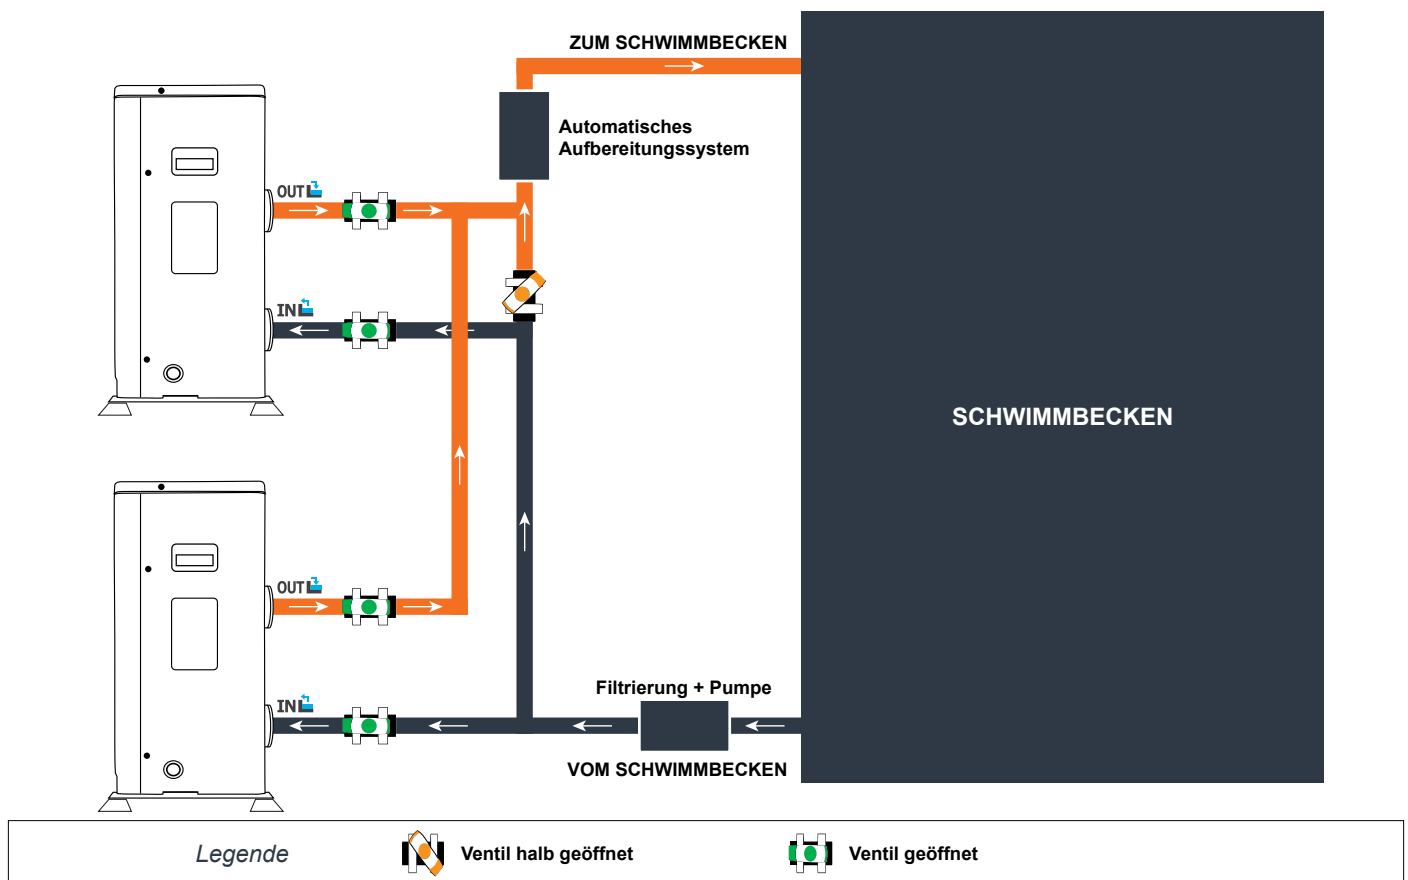 ZUM SCHWIMMBECKEN
Automatisches
Aufbereitungssystem
OUT
IN
SCHWIMMBECKEN
OUT
IN
Filtrierung + Pumpe
VOM SCHWIMMBECKEN
Legende
Ventil halb geöffnet
Ventil geöffnet